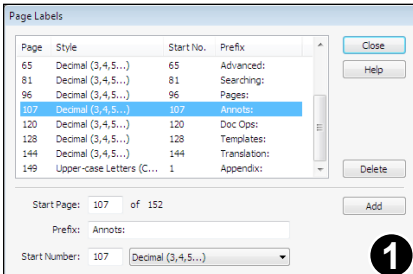 Page Labels
Page Style Start No. Prefix Close
65 Decimal (3,4,5...) 65 Advanced: Help
81 Decimal (3,4,5...) 81 Searching:
96 Decimal (3,4,5...) 96 Pages:
107 Decimal (3,4,5...) 107 Annots:
120 Decimal (3,4,5...) 120 Doc Ops:
128 Decimal (3,4,5...) 128 Templates:
144 Decimal (3,4,5...) 144 Translation:
149 Upper-case Letters (C... 1 Appendix: Delete
Start Page: 107 of 152 Add
Prefix: Annots:
Start Number: 107 Decimal (3,4,5...) 1